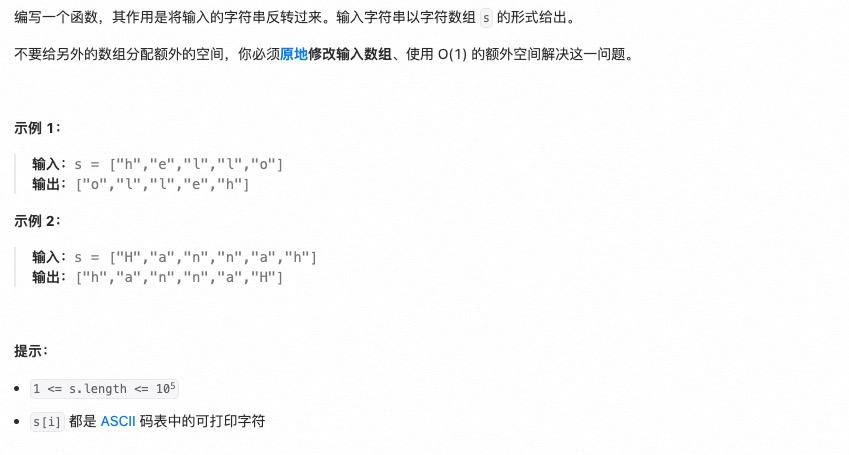 编写一个函数，其作用是将输入的字符串反转过来。输入字符串以字符数组 s 的形式给出。
不要给另外的数组分配额外的空间，你必须原地修改输入数组、使用 O(1) 的额外空间解决这一问题。
示例 1：
输入：s = ["h","e","l","l","o"]
输出：["o","l","l","e","h"]
示例 2：
输入：s = ["H","a","n","n","a","h"]
输出：["h","a","n","n","a","H"]
提示：
1 <= s.length <= 10⁵
s[i] 都是 ASCII 码表中的可打印字符